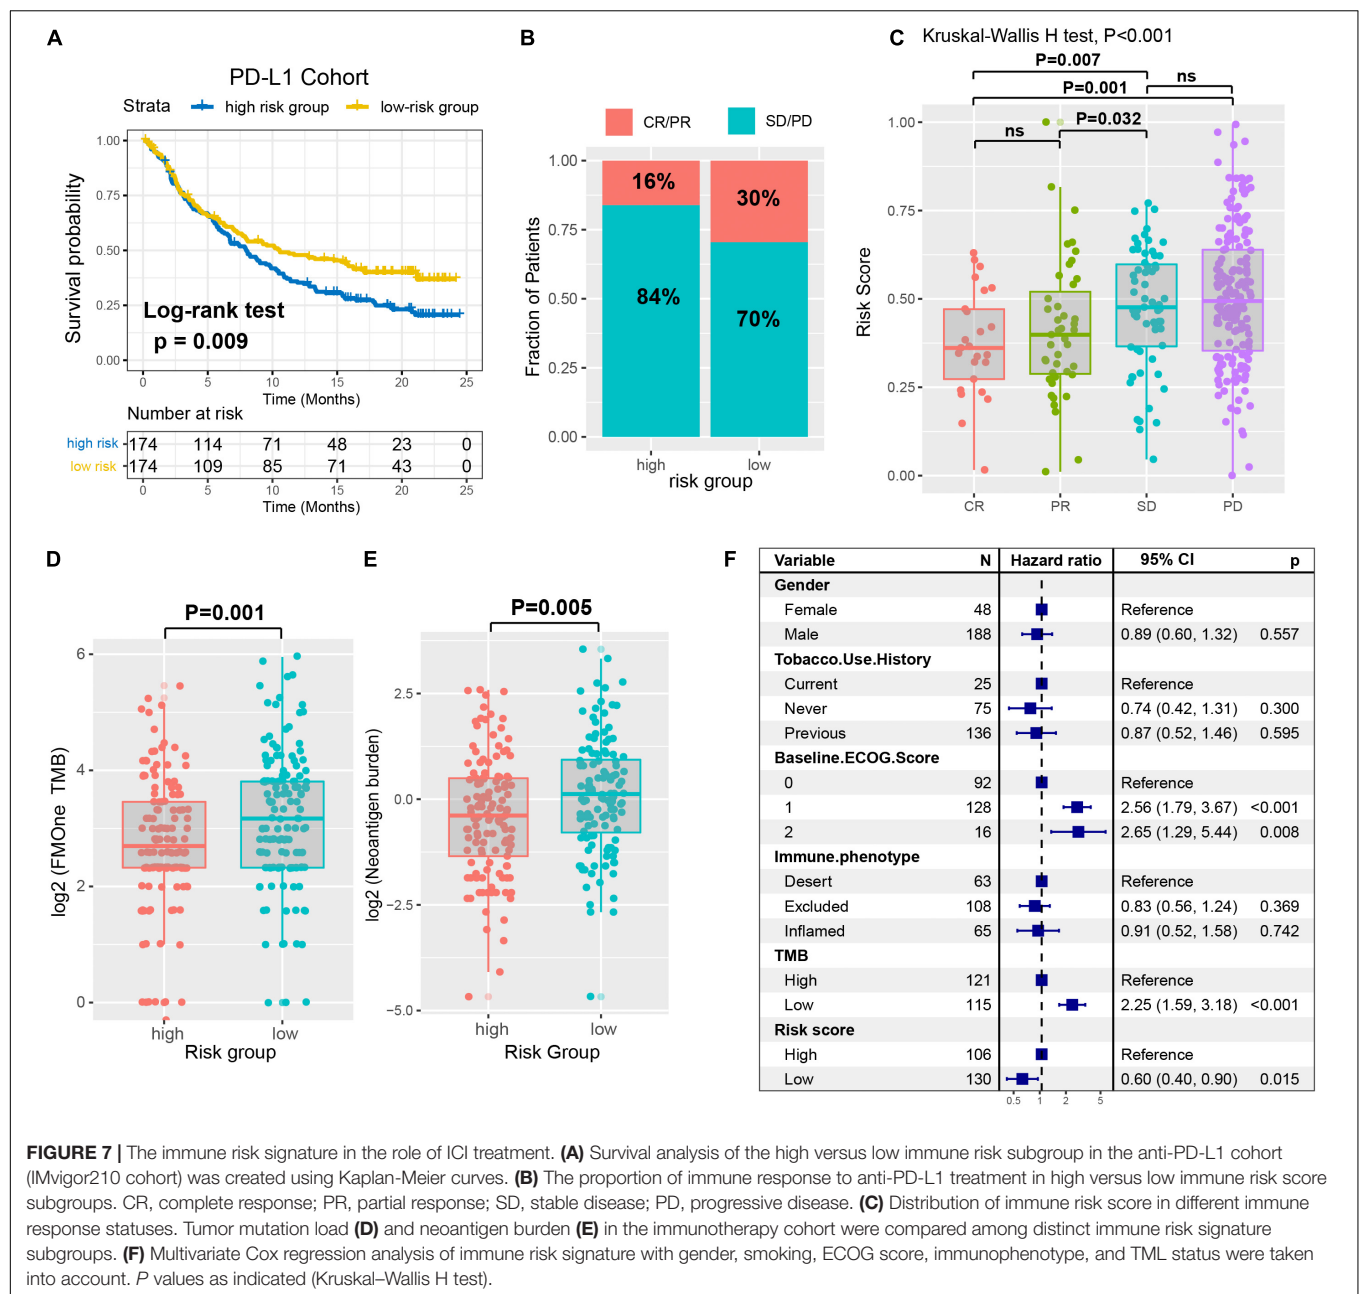 A
PD-L1 Cohort
Strata high risk group low-risk group
Survival probability
1.00
0.75
0.50
0.25
0.00
Log-rank test
p = 0.009
0 5 10 15 20 25
Time (Months)
Number at risk
high risk 174 114 71 48 23 0
low risk 174 109 85 71 43 0
0 5 10 15 20 25
Time (Months)
B
CR/PR SD/PD
Fraction of Patients
1.00
0.75
0.50
0.25
0.00
16%
30%
84%
70%
high low
risk group
C
Kruskal-Wallis H test, P<0.001
P=0.007
ns
P=0.001
P=0.032
ns
Risk Score
1.00
0.75
0.50
0.25
0.00
CR PR SD PD
D
P=0.001
log2 (FMOne TMB)
6
4
2
0
high low
Risk group
E
P=0.005
log2 (Neoantigen burden)
2.5
0.0
−2.5
−5.0
high low
Risk Group
F
Variable N Hazard ratio 95% CI p
Gender
Female 48 Reference
Male 188 0.89 (0.60, 1.32) 0.557
Tobacco.Use.History
Current 25 Reference
Never 75 0.74 (0.42, 1.31) 0.300
Previous 136 0.87 (0.52, 1.46) 0.595
Baseline.ECOG.Score
0 92 Reference
1 128 2.56 (1.79, 3.67) <0.001
2 16 2.65 (1.29, 5.44) 0.008
Immune.phenotype
Desert 63 Reference
Excluded 108 0.83 (0.56, 1.24) 0.369
Inflamed 65 0.91 (0.52, 1.58) 0.742
TMB
High 121 Reference
Low 115 2.25 (1.59, 3.18) <0.001
Risk score
High 106 Reference
Low 130 0.60 (0.40, 0.90) 0.015
0.5 1 2 5
FIGURE 7 | The immune risk signature in the role of ICI treatment. (A) Survival analysis of the high versus low immune risk subgroup in the anti-PD-L1 cohort
(IMvigor210 cohort) was created using Kaplan-Meier curves. (B) The proportion of immune response to anti-PD-L1 treatment in high versus low immune risk score
subgroups. CR, complete response; PR, partial response; SD, stable disease; PD, progressive disease. (C) Distribution of immune risk score in different immune
response statuses. Tumor mutation load (D) and neoantigen burden (E) in the immunotherapy cohort were compared among distinct immune risk signature
subgroups. (F) Multivariate Cox regression analysis of immune risk signature with gender, smoking, ECOG score, immunophenotype, and TML status were taken
into account. P values as indicated (Kruskal–Wallis H test).